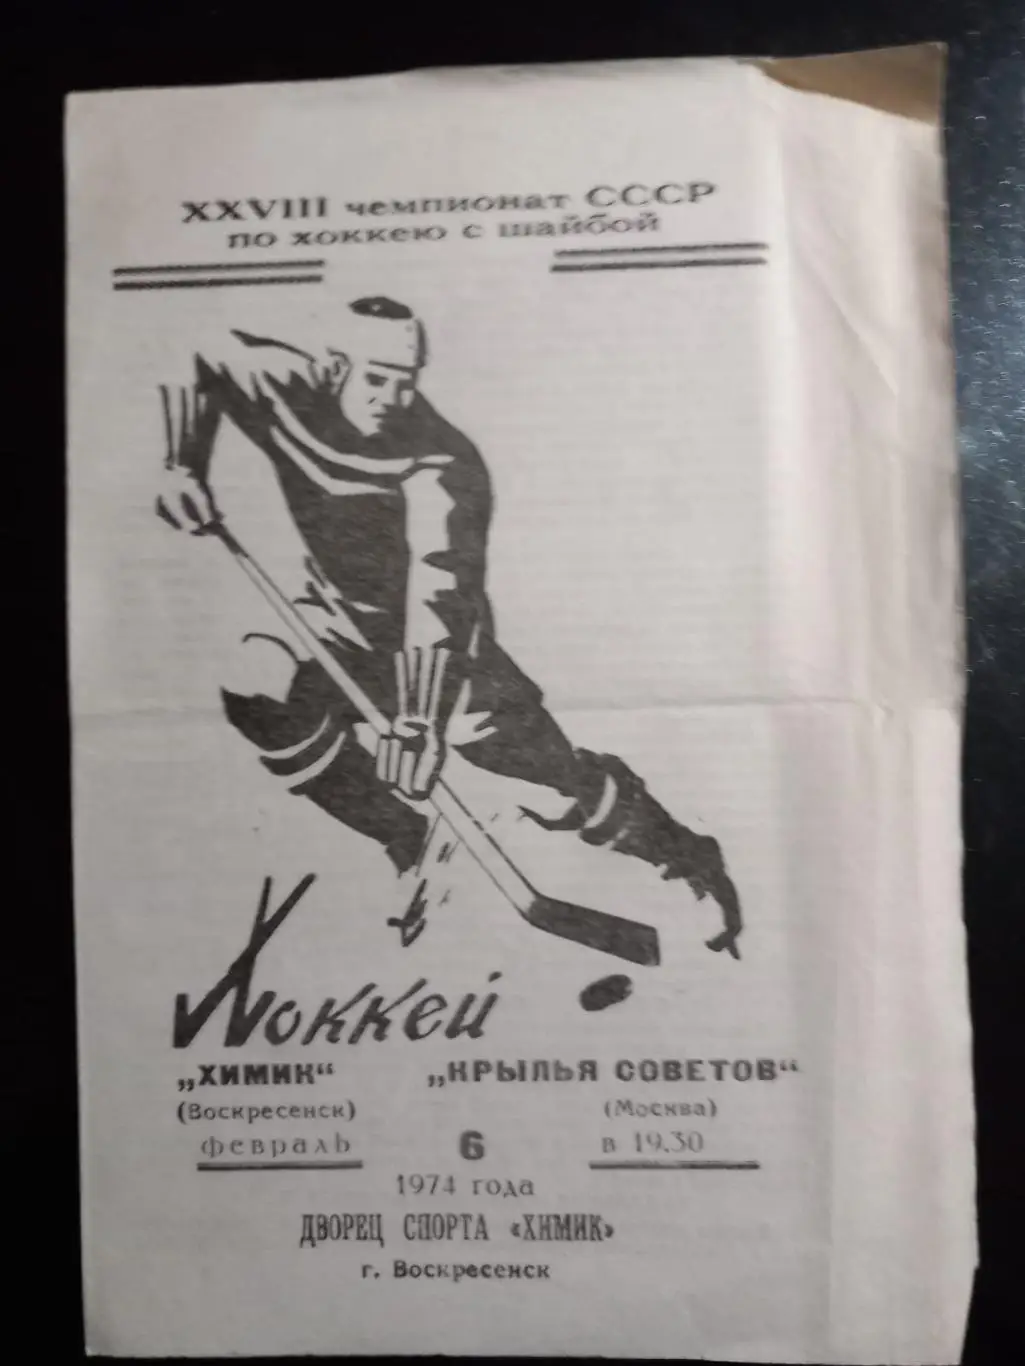 XXVIII чемпионат СССР
по хоккею с шайбой
Хоккей
„ХИМИК“ „КРЫЛЬЯ СОВЕТОВ“
(Воскресенск) (Москва)
февраль 6 в 19.30
1974 года
ДВОРЕЦ СПОРТА «ХИМИК»
г. Воскресенск